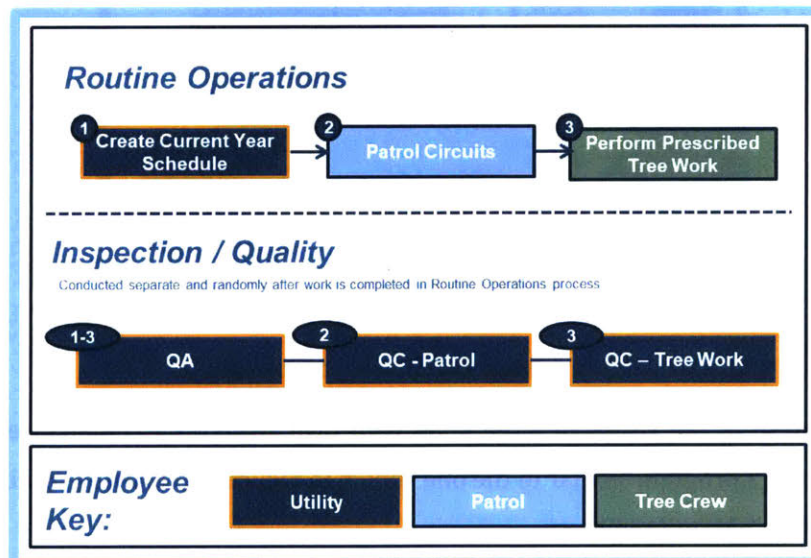 Routine Operations
1
Create Current Year
Schedule
2
Patrol Circuits
3
Perform Prescribed
Tree Work
Inspection / Quality
Conducted separate and randomly after work is completed in Routine Operations process
1-3
QA
2
QC - Patrol
3
QC – Tree Work
Employee
Key:
Utility
Patrol
Tree Crew